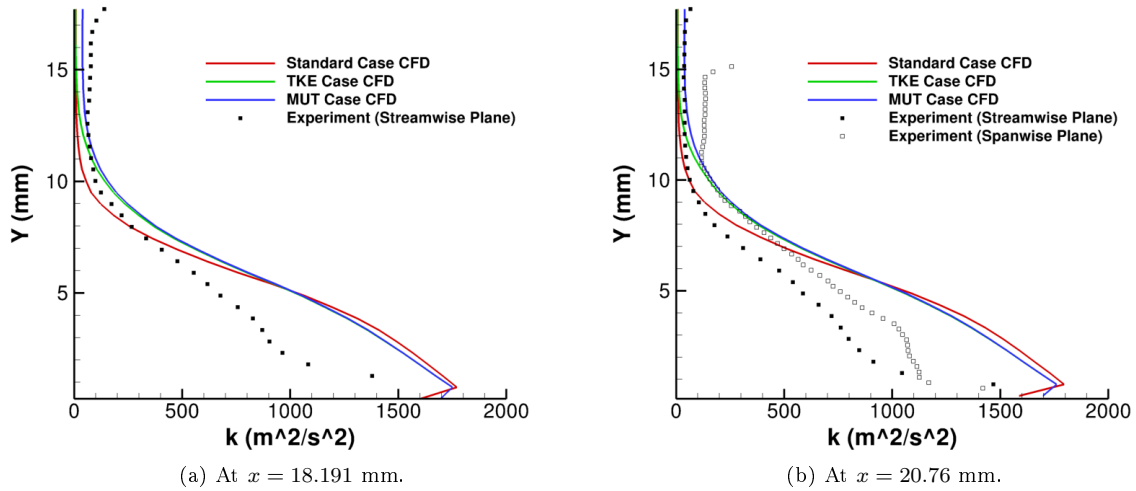 15
10
5
0
500
1000
1500
2000
Y (mm)
k (m^2/s^2)
Standard Case CFD
TKE Case CFD
MUT Case CFD
Experiment (Streamwise Plane)
(a) At x = 18.191 mm.
15
10
5
0
500
1000
1500
2000
Y (mm)
k (m^2/s^2)
Standard Case CFD
TKE Case CFD
MUT Case CFD
Experiment (Streamwise Plane)
Experiment (Spanwise Plane)
(b) At x = 20.76 mm.